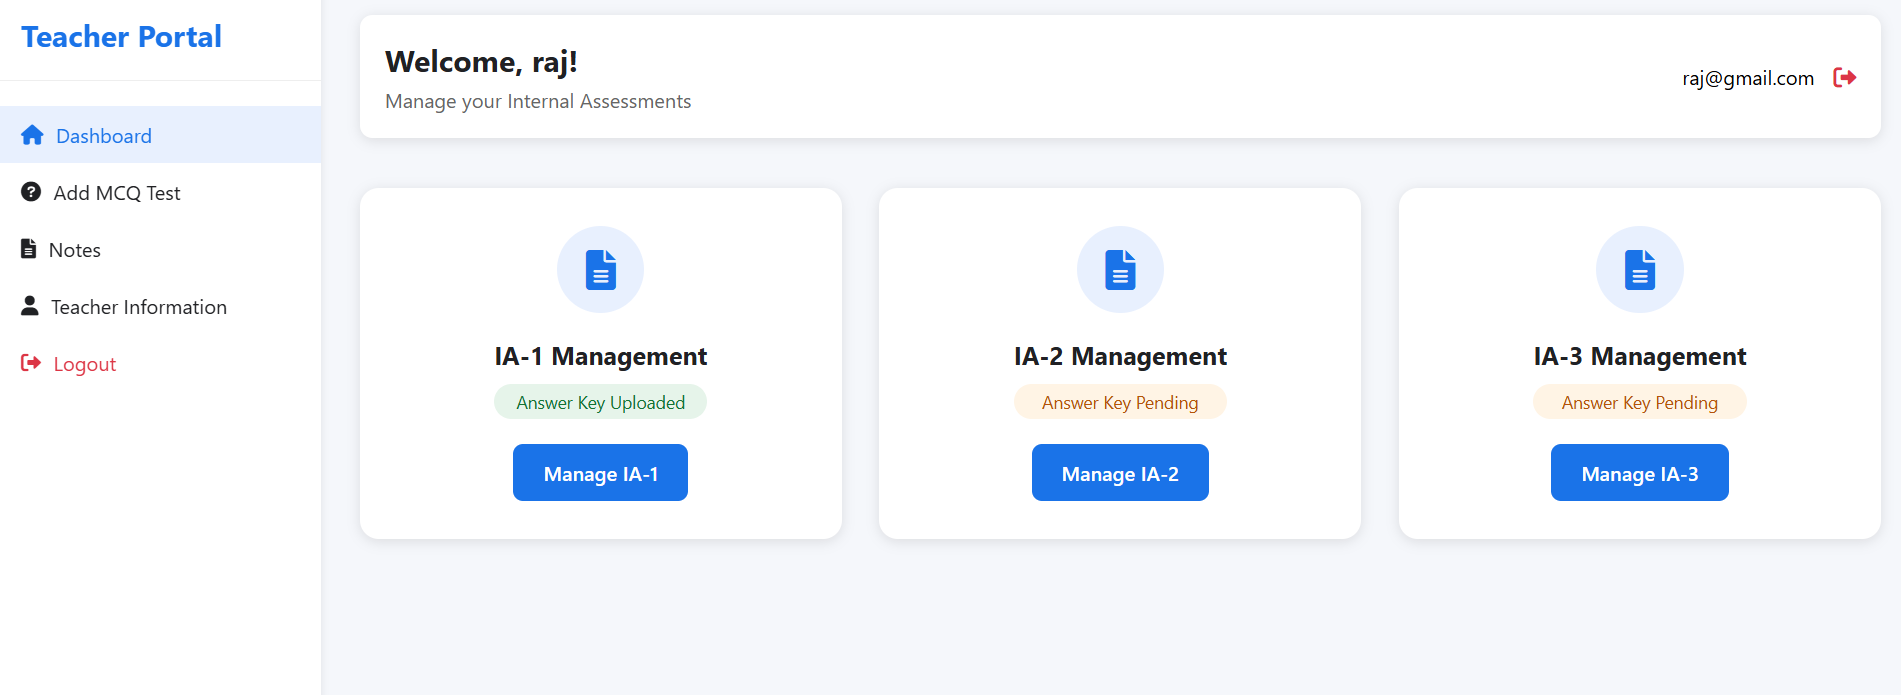 Teacher Portal
Dashboard
Add MCQ Test
Notes
Teacher Information
Logout
Welcome, raj!
Manage your Internal Assessments
raj@gmail.com
IA-1 Management
Answer Key Uploaded
Manage IA-1
IA-2 Management
Answer Key Pending
Manage IA-2
IA-3 Management
Answer Key Pending
Manage IA-3